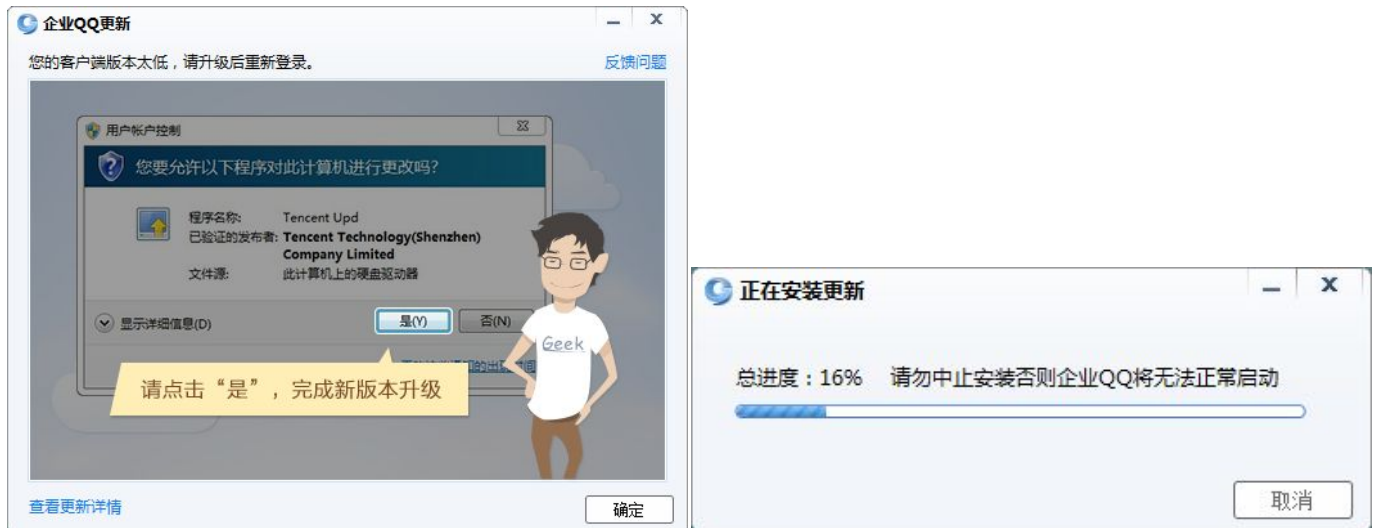 企业QQ更新
您的客户端版本太低，请升级后重新登录。
反馈问题
用户帐户控制
您要允许以下程序对此计算机进行更改吗?
程序名称: Tencent Upd
已验证的发布者: Tencent Technology(Shenzhen)
Company Limited
文件源: 此计算机上的硬盘驱动器
显示详细信息(D)
是(Y)
否(N)
Geek
请点击“是”，完成新版本升级
查看更新详情
确定
正在安装更新
总进度：16% 请勿中止安装否则企业QQ将无法正常启动
取消